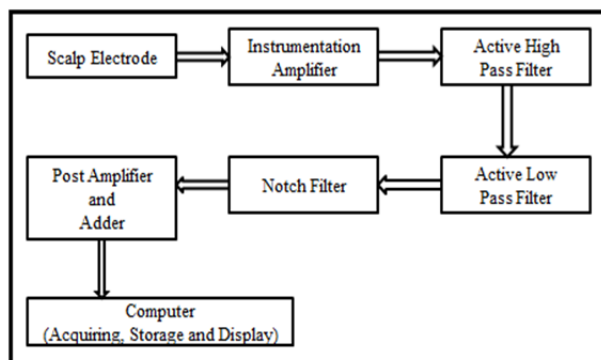 Scalp Electrode
Instrumentation
Amplifier
Active High
Pass Filter
Active Low
Pass Filter
Notch Filter
Post Amplifier
and
Adder
Computer
(Acquiring, Storage and Display)